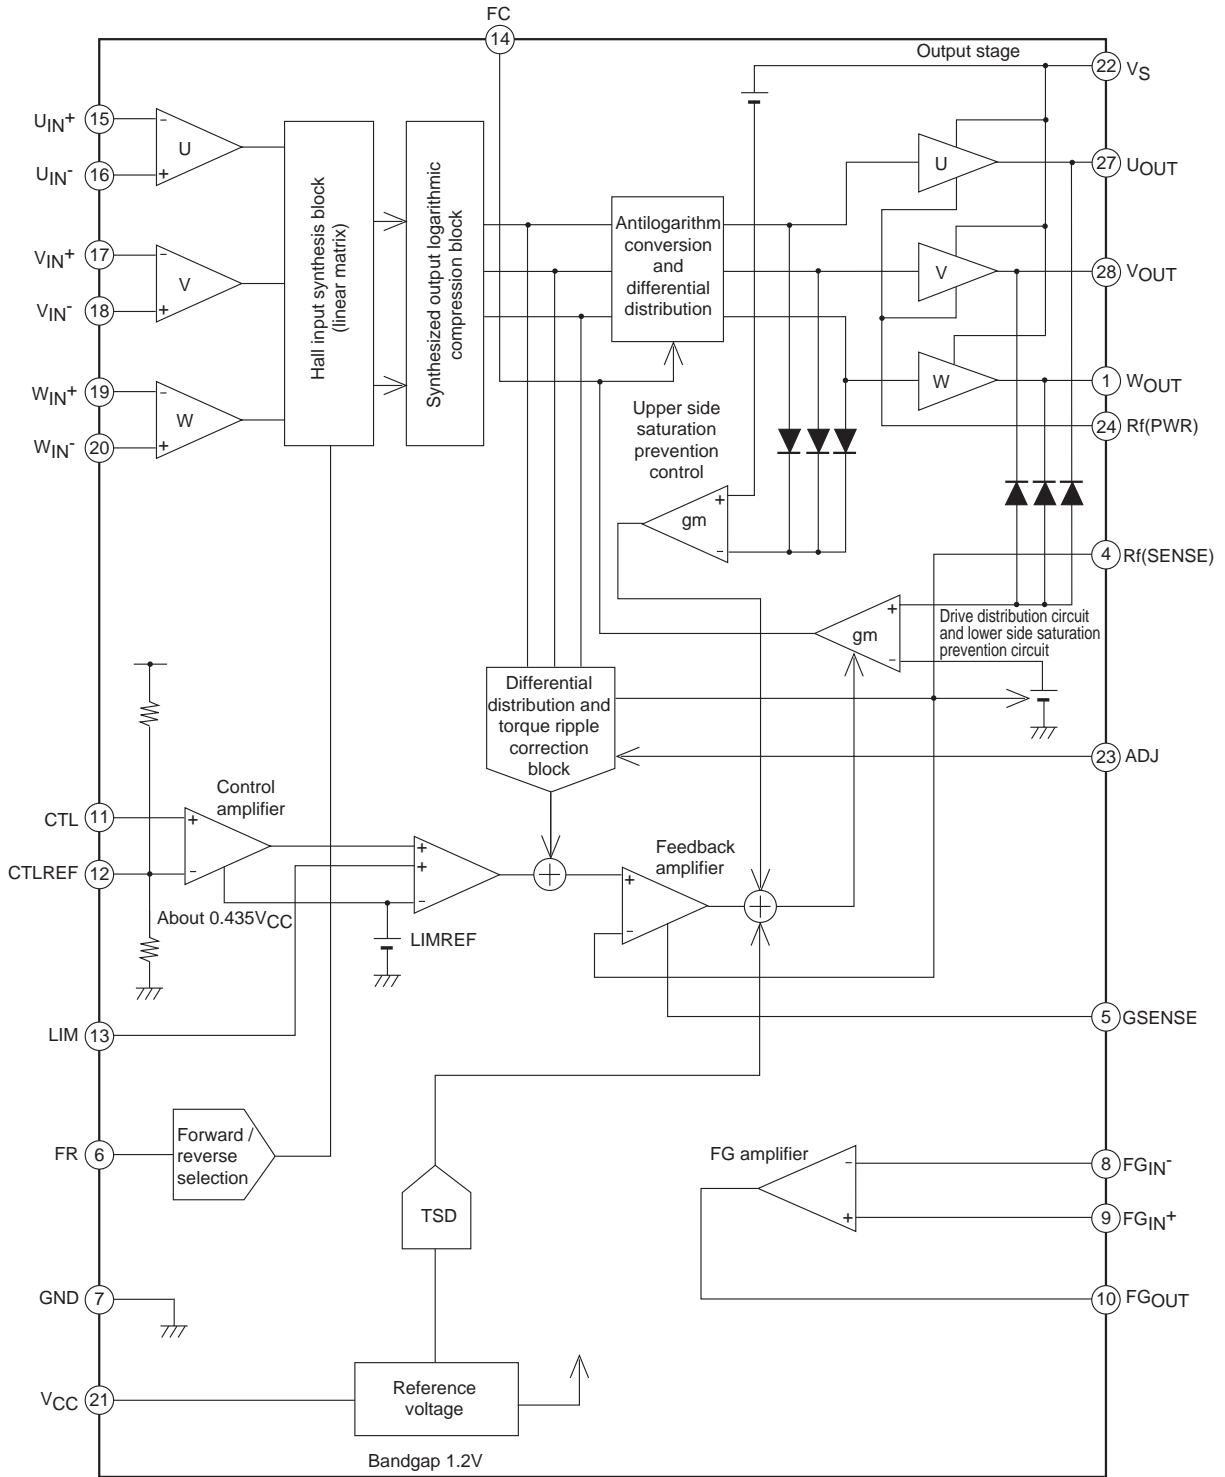 FC
14
Output stage
22 VS
UIN+ 15
-
U
+
UIN- 16
VIN+ 17
-
V
+
VIN- 18
WIN+ 19
-
W
+
WIN- 20
Hall input synthesis block
(linear matrix)
Synthesized output logarithmic
compression block
Antilogarithm
conversion
and
differential
distribution
U
27 UOUT
V
28 VOUT
W
1 WOUT
24 Rf(PWR)
Upper side
saturation
prevention
control
+
gm
-
4 Rf(SENSE)
+
gm
-
Drive distribution circuit
and lower side saturation
prevention circuit
Differential
distribution and
torque ripple
correction
block
23 ADJ
Control
amplifier
CTL 11
+
CTLREF 12
-
About 0.435VCC
+
+
-
LIMREF
+
Feedback
amplifier
+
-
+
LIM 13
5 GSENSE
FR 6
Forward /
reverse
selection
TSD
FG amplifier
-
8 FGIN-
+
9 FGIN+
GND 7
10 FGOUT
VCC 21
Reference
voltage
Bandgap 1.2V